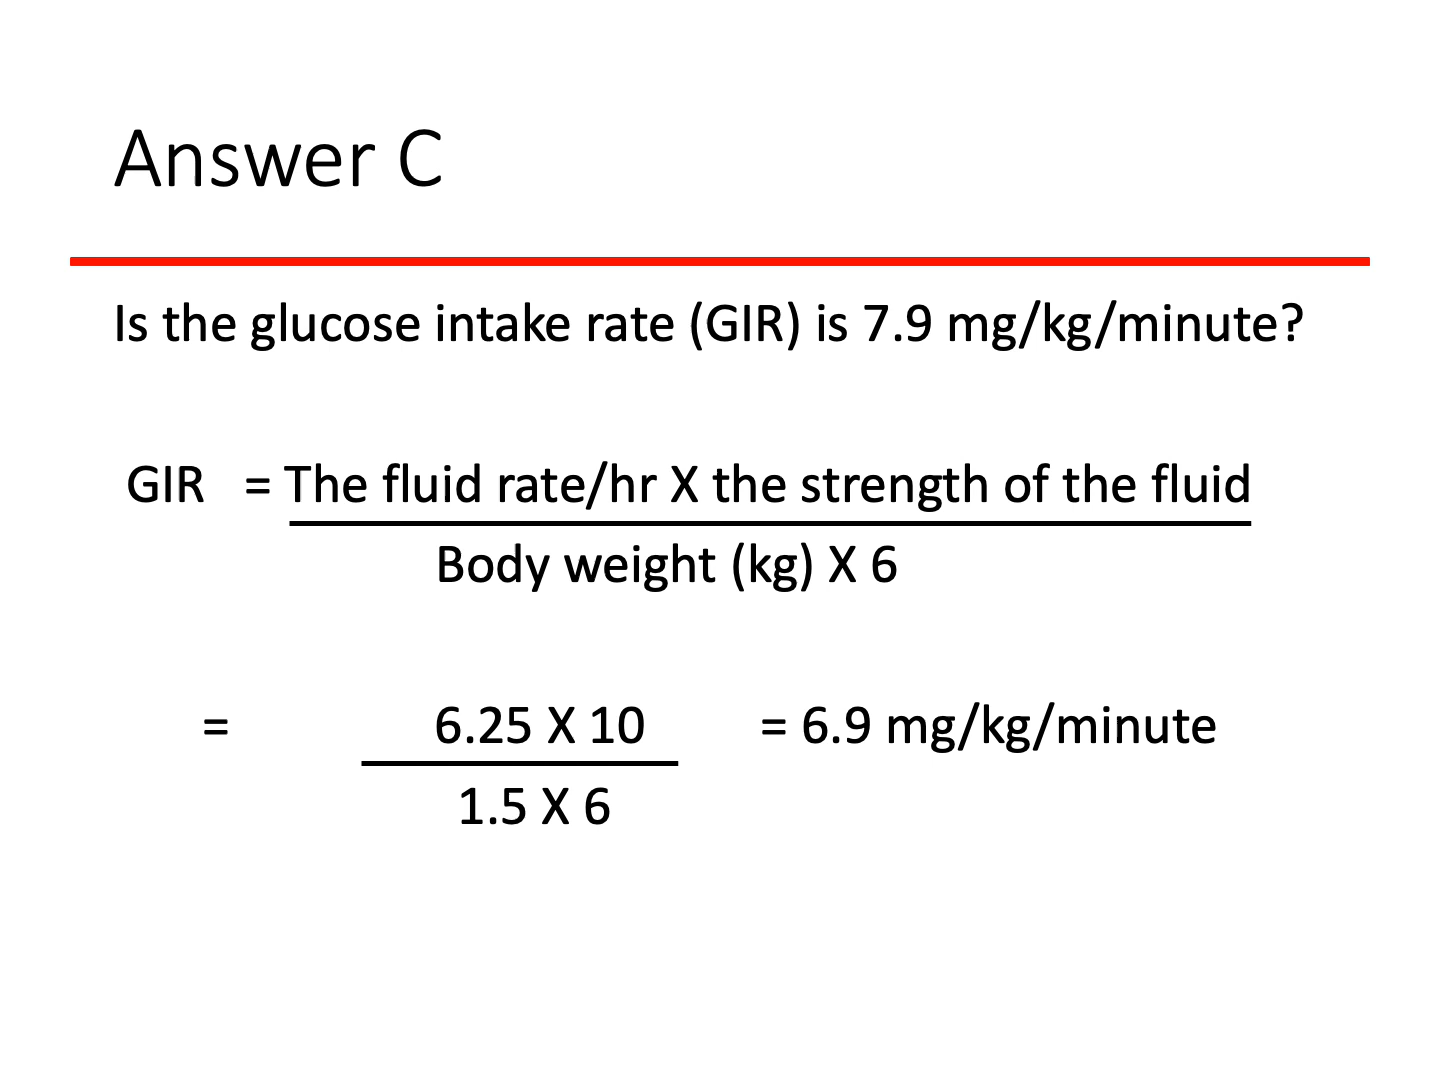 Answer C
Is the glucose intake rate (GIR) is 7.9 mg/kg/minute?
GIR = The fluid rate/hr X the strength of the fluid
Body weight (kg) X 6
= 6.25 X 10 = 6.9 mg/kg/minute
1.5 X 6